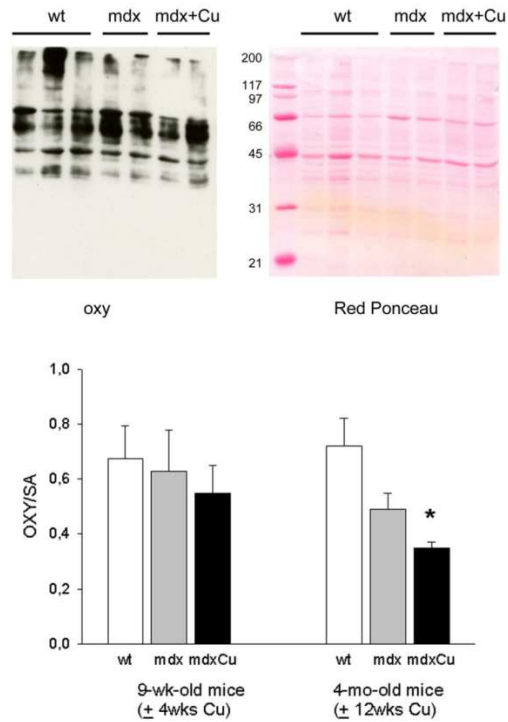 wt mdx mdx+Cu wt mdx mdx+Cu
200
117
97
66
45
31
21
oxy Red Ponceau
1,0
0,8
0,6
0,4
0,2
0,0
OXY/SA
*
wt mdx mdxCu wt mdx mdxCu
9-wk-old mice 4-mo-old mice
(± 4wks Cu) (± 12wks Cu)